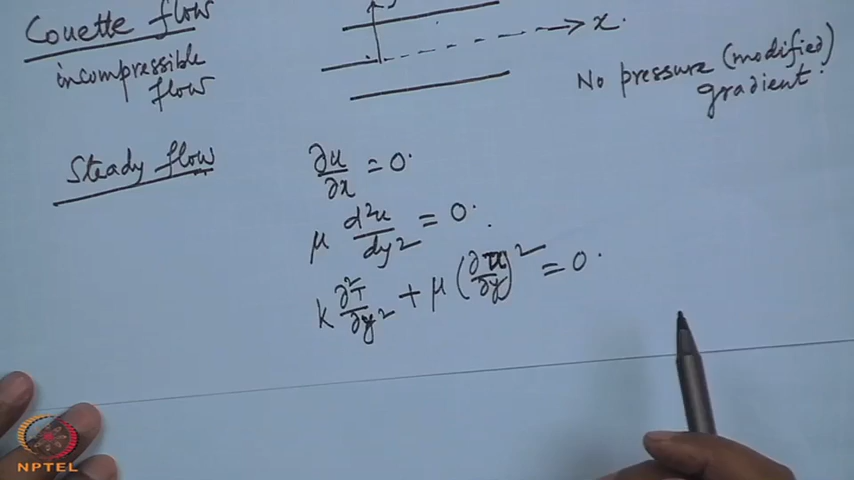 Couette flow
incompressible
flow
y
x.
No pressure (modified)
gradient.
Steady flow
∂u/∂x = 0.
μ d²u/dy² = 0.
k ∂²T/∂y² + μ (∂u/∂y)² = 0.
NPTEL